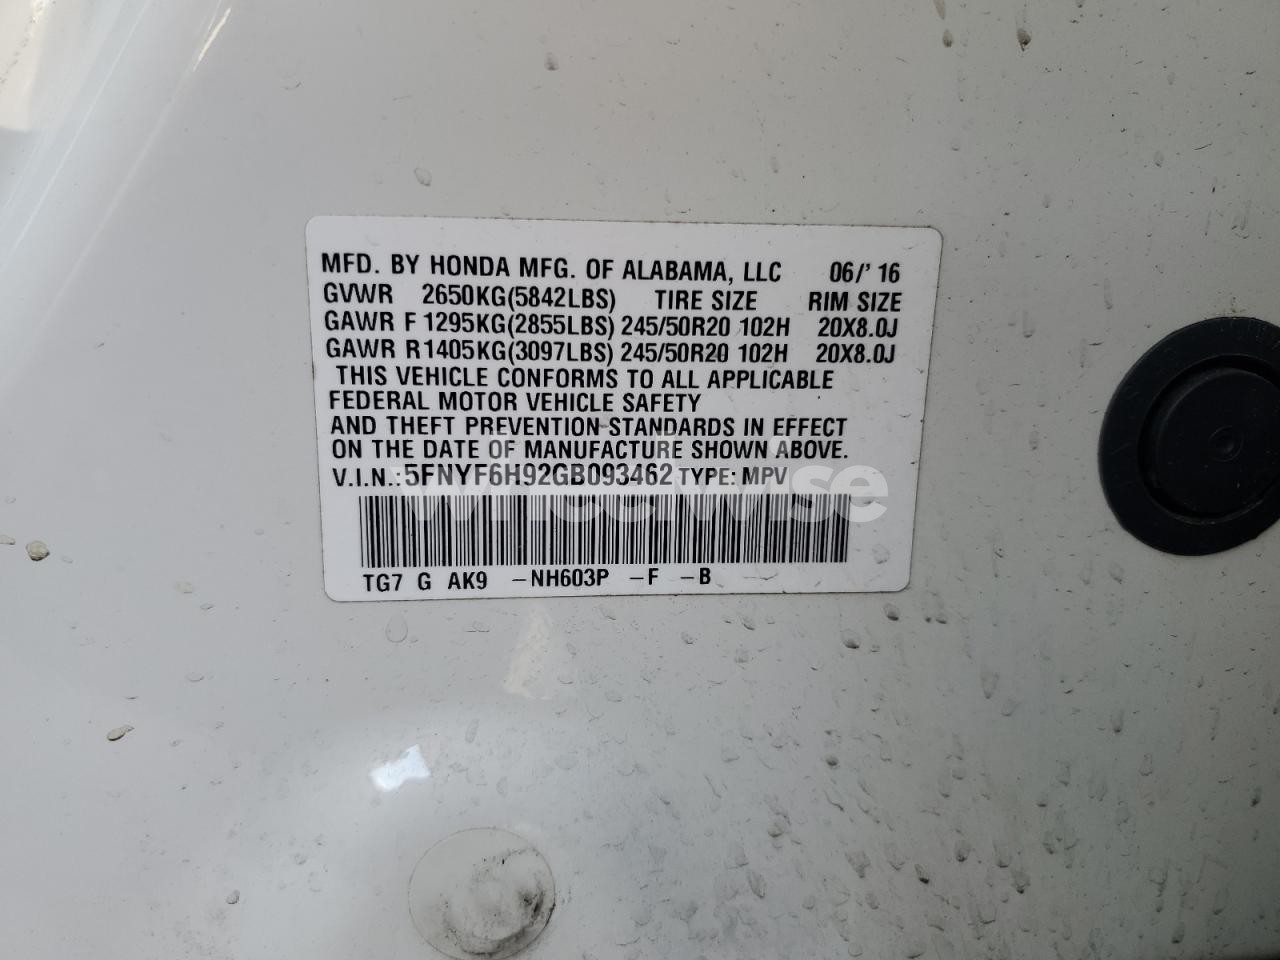 MFD. BY HONDA MFG. OF ALABAMA, LLC 06/' 16
GVWR 2650KG(5842LBS) TIRE SIZE RIM SIZE
GAWR F 1295KG(2855LBS) 245/50R20 102H 20X8.0J
GAWR R1405KG(3097LBS) 245/50R20 102H 20X8.0J
THIS VEHICLE CONFORMS TO ALL APPLICABLE
FEDERAL MOTOR VEHICLE SAFETY
AND THEFT PREVENTION STANDARDS IN EFFECT
ON THE DATE OF MANUFACTURE SHOWN ABOVE.
V.I.N.: 5FNYF6H92GB093462 TYPE: MPV
wheelwise
TG7 G AK9 -NH603P -F -B